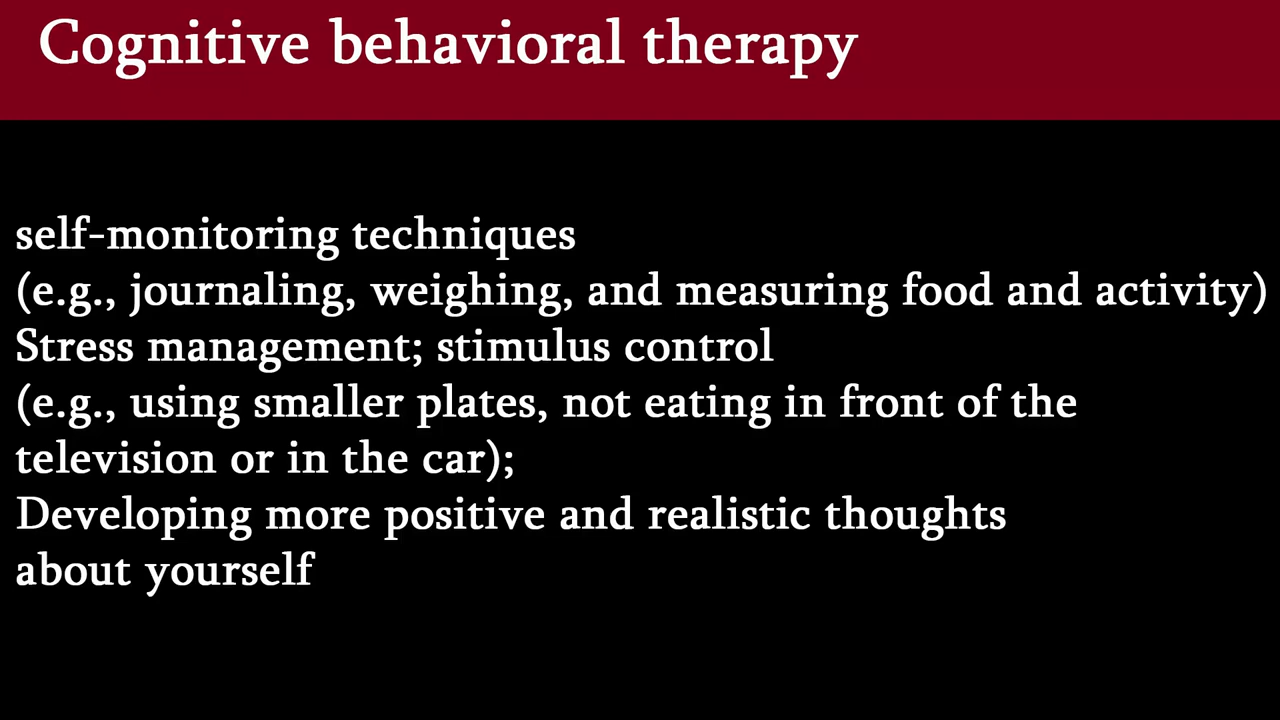 Cognitive behavioral therapy
self-monitoring techniques
(e.g., journaling, weighing, and measuring food and activity)
Stress management; stimulus control
(e.g., using smaller plates, not eating in front of the
television or in the car);
Developing more positive and realistic thoughts
about yourself